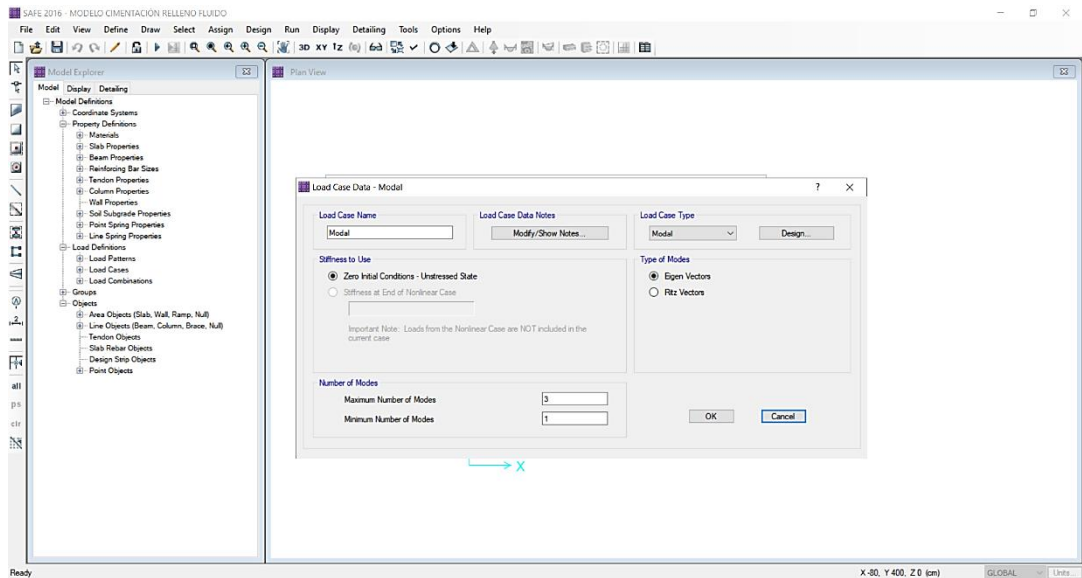 SAFE 2016 - MODELO CIMENTACIÓN RELLENO FLUIDO
File Edit View Define Draw Select Assign Design Run Display Detailing Tools Options Help
3D XY
all
ps
clr
Model Explorer
Model Display Detailing
Model Definitions
Coordinate Systems
Property Definitions
Materials
Slab Properties
Beam Properties
Reinforcing Bar Sizes
Tendon Properties
Column Properties
Wall Properties
Soil Subgrade Properties
Point Spring Properties
Line Spring Properties
Load Definitions
Load Patterns
Load Cases
Load Combinations
Groups
Objects
Area Objects (Slab, Wall, Ramp, Null)
Line Objects (Beam, Column, Brace, Null)
Tendon Objects
Slab Rebar Objects
Design Strip Objects
Point Objects
Plan View
Load Case Data - Modal
Load Case Name
Modal
Load Case Data Notes
Modify/Show Notes...
Load Case Type
Modal Design...
Stiffness to Use
Zero Initial Conditions - Unstressed State
Stiffness at End of Nonlinear Case
Important Note: Loads from the Nonlinear Case are NOT included in the
current case
Type of Modes
Eigen Vectors
Ritz Vectors
Number of Modes
Maximum Number of Modes 3
Minimum Number of Modes 1
OK Cancel
X
Ready
X -80, Y 400, Z 0 (cm) GLOBAL Units...